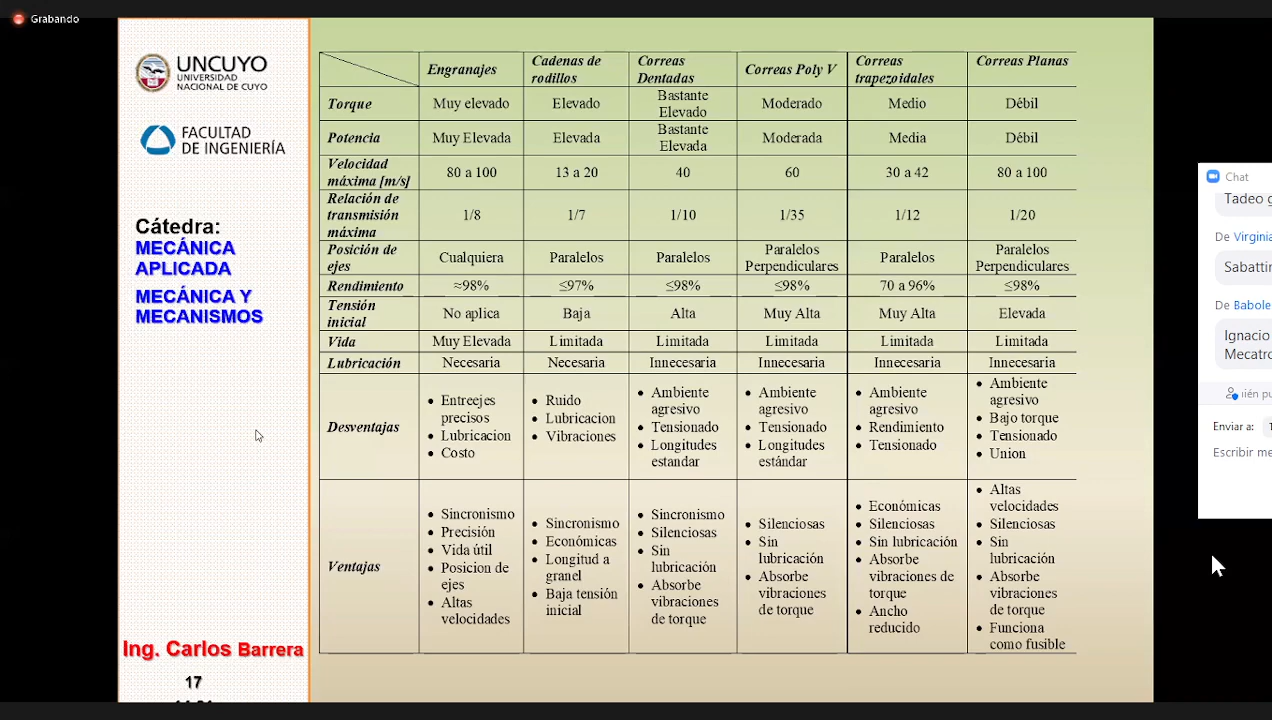 Grabando
UNCUYO
UNIVERSIDAD
NACIONAL DE CUYO
FACULTAD
DE INGENIERÍA
Cátedra:
MECÁNICA
APLICADA
MECÁNICA Y
MECANISMOS
Ing. Carlos Barrera
17
Engranajes
Cadenas de
rodillos
Correas
Dentadas
Correas Poly V
Correas
trapezoidales
Correas Planas
Torque
Muy elevado
Elevado
Bastante
Elevado
Moderado
Medio
Débil
Potencia
Muy Elevada
Elevada
Bastante
Elevada
Moderada
Media
Débil
Velocidad
máxima [m/s]
80 a 100
13 a 20
40
60
30 a 42
80 a 100
Relación de
transmisión
máxima
1/8
1/7
1/10
1/35
1/12
1/20
Posición de
ejes
Cualquiera
Paralelos
Paralelos
Paralelos
Perpendiculares
Paralelos
Paralelos
Perpendiculares
Rendimiento
≈98%
≤97%
≤98%
≤98%
70 a 96%
≤98%
Tensión
inicial
No aplica
Baja
Alta
Muy Alta
Muy Alta
Elevada
Vida
Muy Elevada
Limitada
Limitada
Limitada
Limitada
Limitada
Lubricación
Necesaria
Necesaria
Innecesaria
Innecesaria
Innecesaria
Innecesaria
Desventajas
• Entreejes
precisos
• Lubricacion
• Costo
• Ruido
• Lubricacion
• Vibraciones
• Ambiente
agresivo
• Tensionado
• Longitudes
estandar
• Ambiente
agresivo
• Tensionado
• Longitudes
estándar
• Ambiente
agresivo
• Rendimiento
• Tensionado
• Ambiente
agresivo
• Bajo torque
• Tensionado
• Union
Ventajas
• Sincronismo
• Precisión
• Vida útil
• Posicion de
ejes
• Altas
velocidades
• Sincronismo
• Económicas
• Longitud a
granel
• Baja tensión
inicial
• Sincronismo
• Silenciosas
• Sin
lubricación
• Absorbe
vibraciones
de torque
• Silenciosas
• Sin
lubricación
• Absorbe
vibraciones
de torque
• Económicas
• Silenciosas
• Sin lubricación
• Absorbe
vibraciones de
torque
• Ancho
reducido
• Altas
velocidades
• Silenciosas
• Sin
lubricación
• Absorbe
vibraciones
de torque
• Funciona
como fusible
Chat
Tadeo g
De Virginia
Sabattir
De Babole
Ignacio
Mecatro
iién pu
Enviar a:
Escribir me